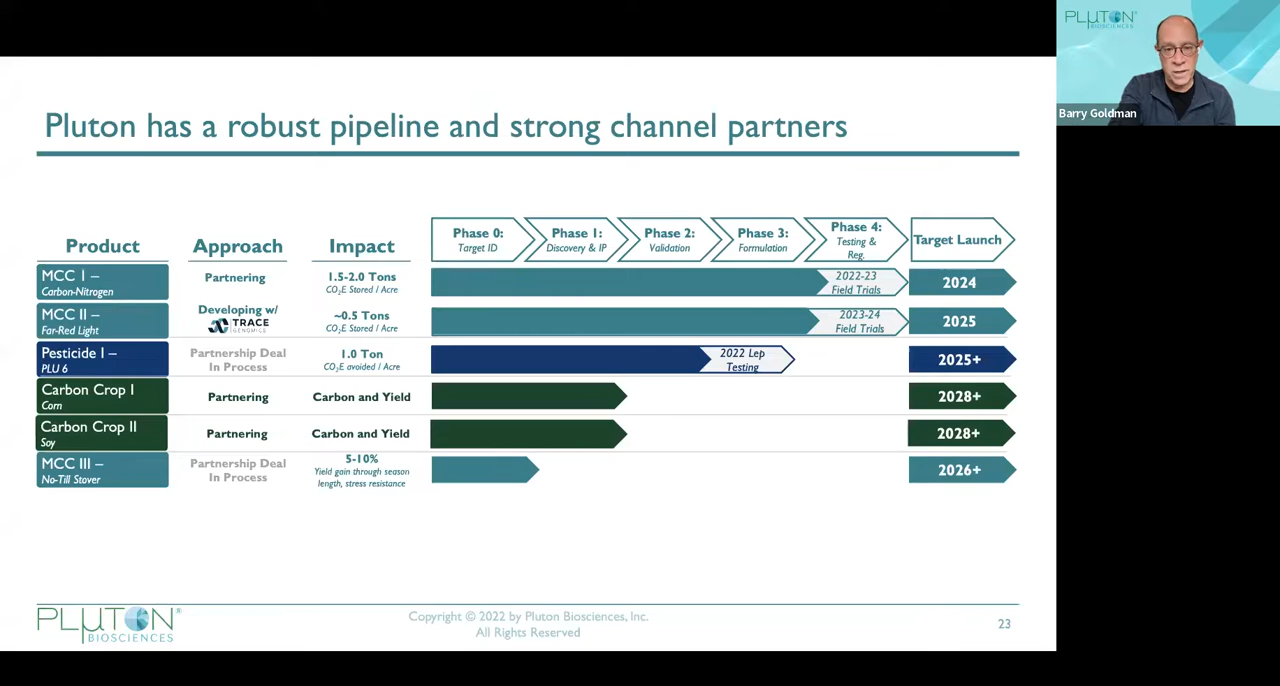 PLµTON
BIOSCIENCES
Barry Goldman
Pluton has a robust pipeline and strong channel partners
Product
Approach
Impact
Phase 0:
Target ID
Phase 1:
Discovery & IP
Phase 2:
Validation
Phase 3:
Formulation
Phase 4:
Testing &
Reg.
Target Launch
MCC I –
Carbon-Nitrogen
Partnering
1.5-2.0 Tons
CO₂E Stored / Acre
2022-23
Field Trials
2024
MCC II –
Far-Red Light
Developing w/
TRACE
GENOMICS
~0.5 Tons
CO₂E Stored / Acre
2023-24
Field Trials
2025
Pesticide I –
PLU 6
Partnership Deal
In Process
1.0 Ton
CO₂E avoided / Acre
2022 Lep
Testing
2025+
Carbon Crop I
Corn
Partnering
Carbon and Yield
2028+
Carbon Crop II
Soy
Partnering
Carbon and Yield
2028+
MCC III –
No-Till Stover
Partnership Deal
In Process
5-10%
Yield gain through season
length, stress resistance
2026+
PLµTON®
BIOSCIENCES
Copyright © 2022 by Pluton Biosciences, Inc.
All Rights Reserved
23